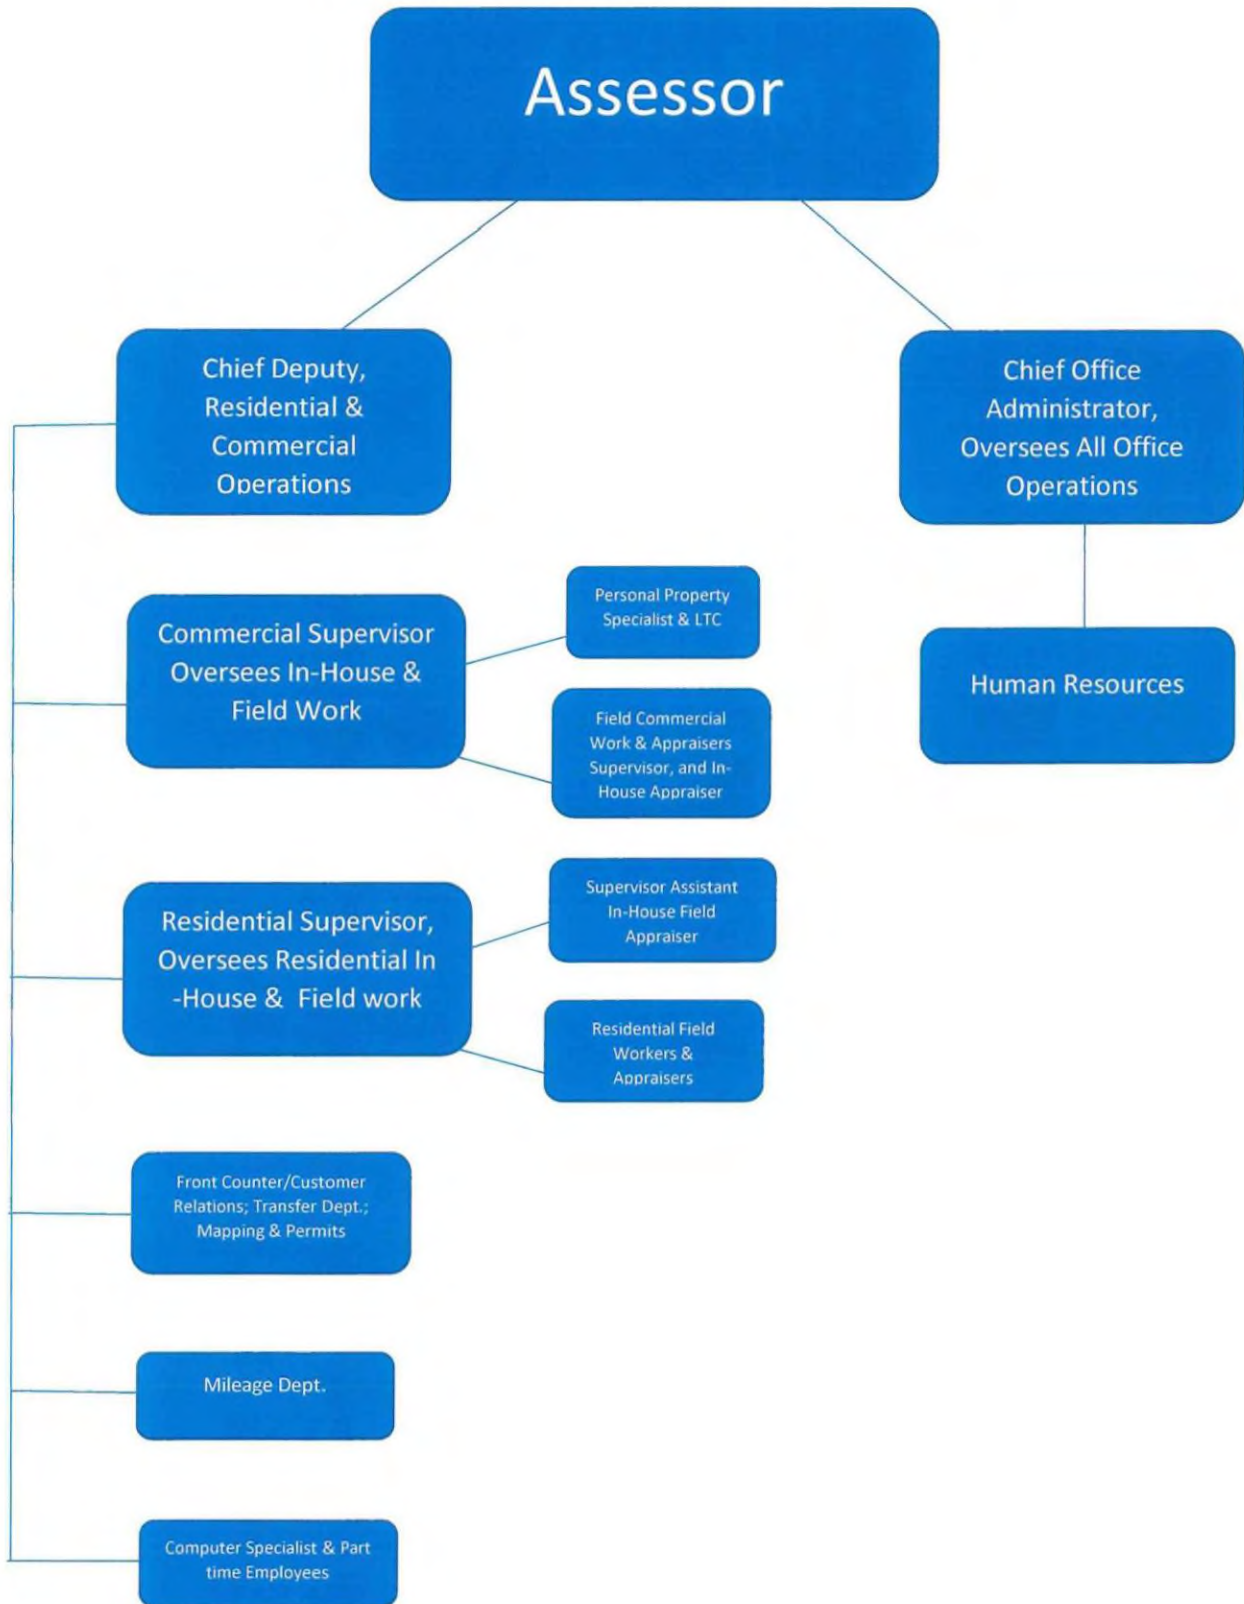 Assessor
Chief Deputy,
Residential &
Commercial
Operations
Chief Office
Administrator,
Oversees All Office
Operations
Commercial Supervisor
Oversees In-House &
Field Work
Personal Property
Specialist & LTC
Field Commercial
Work & Appraisers
Supervisor, and In-
House Appraiser
Human Resources
Residential Supervisor,
Oversees Residential In
-House & Field work
Supervisor Assistant
In-House Field
Appraiser
Residential Field
Workers &
Appraisers
Front Counter/Customer
Relations; Transfer Dept.;
Mapping & Permits
Mileage Dept.
Computer Specialist & Part
time Employees